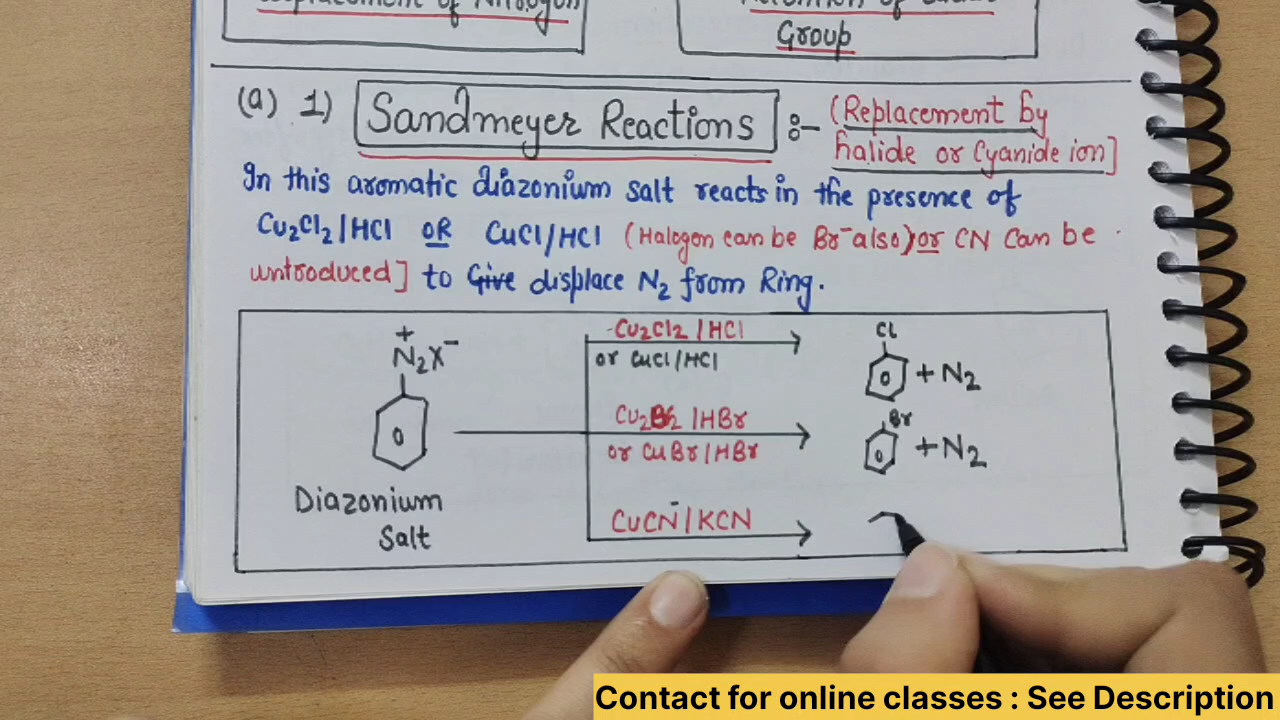 of Nitrogen
Group
(a) 1) Sandmeyer Reactions :- (Replacement by
halide or Cyanide ion]
In this aromatic diazonium salt reacts in the presence of
Cu2Cl2/HCl OR CuCl/HCl (Halogen can be Br⁻ also) or CN Can be
untroduced] to Give displace N2 from Ring.
+
N2X⁻
Diazonium
Salt
Cu2Cl2 /HCl
or CuCl/HCl
Cl
+ N2
Cu2Br2 /HBr
or CuBr/HBr
Br
+ N2
CuCN⁻/KCN
Contact for online classes : See Description